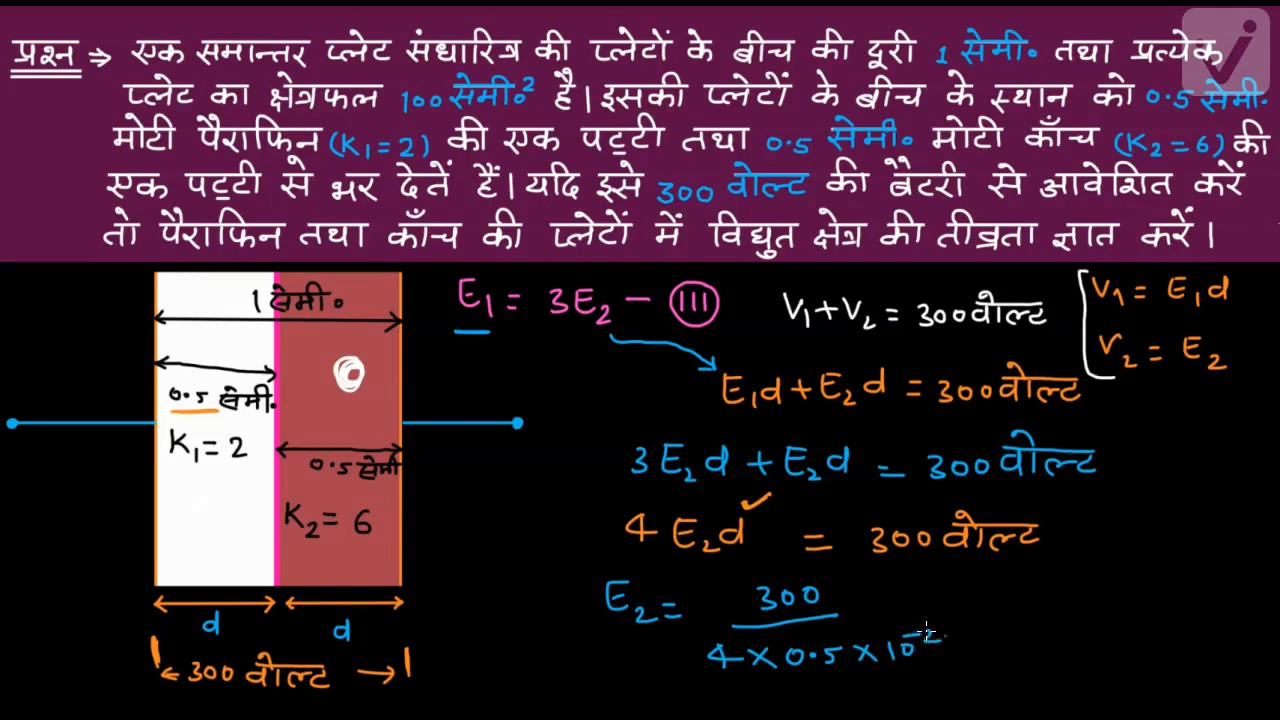 प्रश्न → एक समान्तर प्लेट संधारित्र की प्लेटों के बीच की दूरी 1 सेमी॰ तथा प्रत्येक
प्लेट का क्षेत्रफल 100 सेमी॰² है। इसकी प्लेटों के बीच के स्थान को 0.5 सेमी.
मोटी पैराफिन (K₁=2) की एक पट्टी तथा 0.5 सेमी॰ मोटी काँच (K₂=6) की
एक पट्टी से भर देतें हैं। यदि इसे 300 वोल्ट की बैटरी से आवेशित करें
तो पैराफिन तथा काँच की प्लेटों में विद्युत क्षेत्र की तीव्रता ज्ञात करें।
1 सेमी॰
0.5 सेमी.
K₁ = 2
0.5 सेमी
K₂ = 6
d d
300 वोल्ट
E₁ = 3E₂ - III
V₁ + V₂ = 300 वोल्ट
V₁ = E₁d
V₂ = E₂
E₁d + E₂d = 300 वोल्ट
3E₂d + E₂d = 300 वोल्ट
4E₂d = 300 वोल्ट
E₂ = 300
4 × 0.5 × 10⁻²